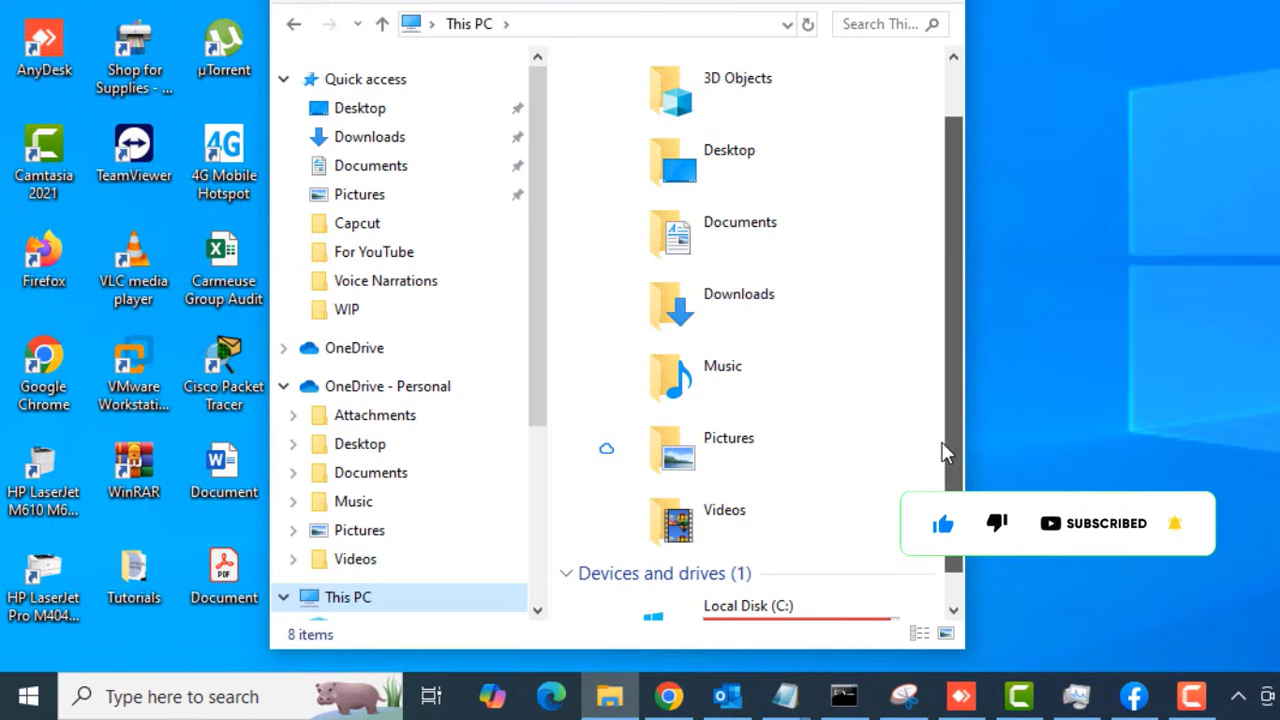 AnyDesk
Shop for
Supplies - ...
µTorrent
Camtasia
2021
TeamViewer
4G
4G Mobile
Hotspot
Firefox
VLC media
player
Carmeuse
Group Audit
Google
Chrome
VMware
Workstati...
Cisco Packet
Tracer
HP LaserJet
M610 M6...
WinRAR
Document
HP LaserJet
Pro M404...
Tutorials
PDF
Document
This PC
Search Thi...
Quick access
Desktop
Downloads
Documents
Pictures
Capcut
For YouTube
Voice Narrations
WIP
OneDrive
OneDrive - Personal
Attachments
Desktop
Documents
Music
Pictures
Videos
This PC
3D Objects
Desktop
Documents
Downloads
Music
Pictures
Videos
Devices and drives (1)
Local Disk (C:)
SUBSCRIBED
8 items
Type here to search